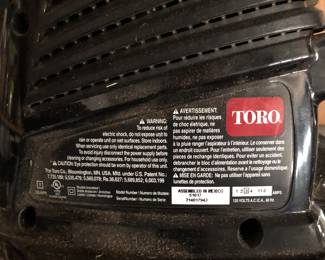 ⚠ WARNING:
To reduce risk of
electric shock, do not expose to
rain or operate unit on wet surfaces. Store indoors.
When servicing use only identical replacement parts.
To avoid injury disconnect the power supply before
cleaning or changing accessories. For household use only.
⚠ CAUTION: Eye protection should be worn by operator
The Toro Co., Bloomington, MN, USA. Mfd. under U.S. Patent No.:
⚠ AVERTISSEMENT:
Pour réduire les risques
de choc életrique, ne
pas aspirer de matières
humides, ne pas exposer
à la pluie ranger l'aspirateur à l'intérieur. Le conserver dans
un endroit couvert. Pour l'entretien, utiliser seulement des
pièces de rechange identiques. Pour éviter un accident,
débrancher le bloc d'alimentation avant le nettoyage ou le
changement d'accessoires. Réservé à l'usage domestique.
⚠ MISE EN GARDE: Ne pas utiliser l'appareil sans
lunettes de protection.
TORO
Model Number / Numéro de Modèle
Serial Number / Numéro de Série
ASSEMBLED IN MEXICO
120 VOLTS A.C./C.A., 60 Hz